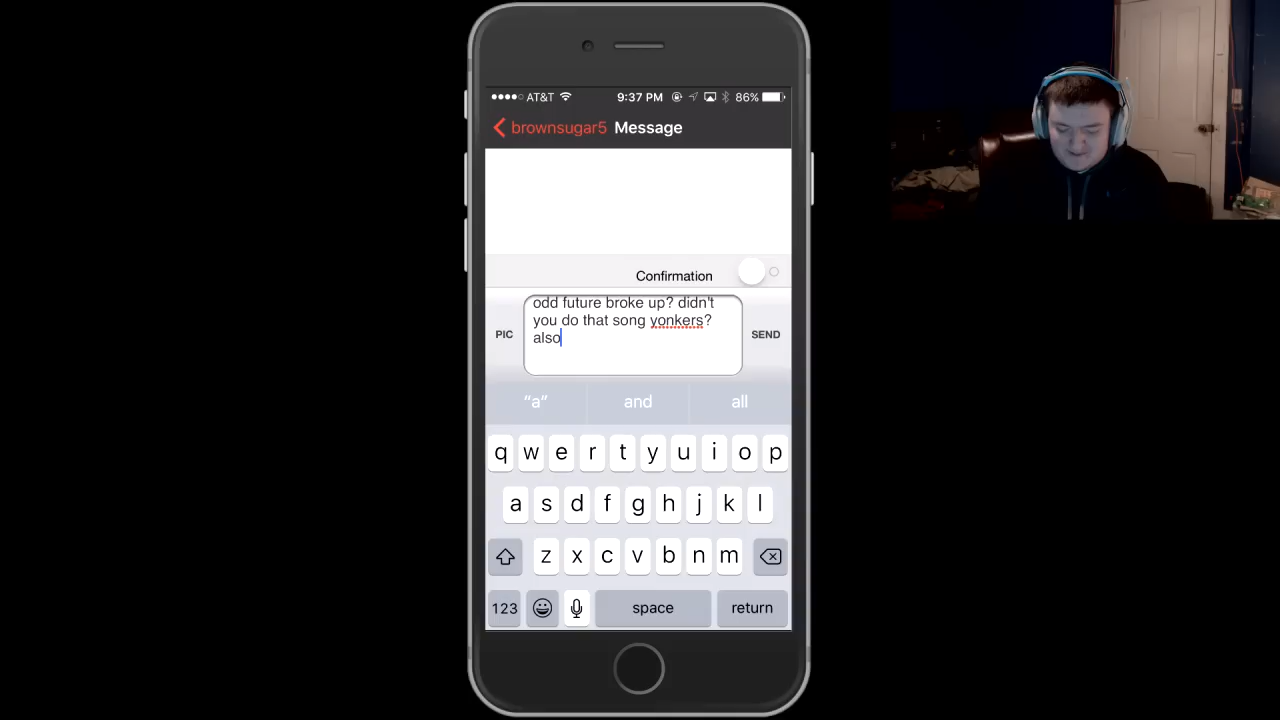 AT&T 9:37 PM 86%
brownsugar5 Message
Confirmation
odd future broke up? didn't
you do that song yonkers?
also
PIC
SEND
“a” and all
q w e r t y u i o p
a s d f g h j k l
z x c v b n m
123 space return